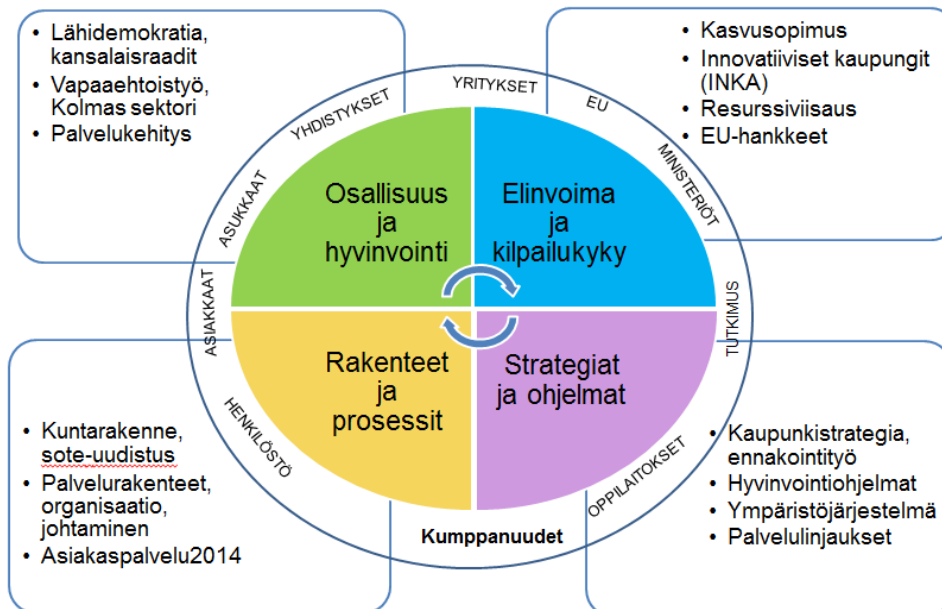 • Lähidemokratia,
kansalaisraadit
• Vapaaehtoistyö,
Kolmas sektori
• Palvelukehitys
• Kasvusopimus
• Innovatiiviset kaupungit
(INKA)
• Resurssiviisaus
• EU-hankkeet
ASIAKKAAT
ASUKKAAT
YHDISTYKSET
YRITYKSET
EU
MINISTERIÖT
TUTKIMUS
OPPILAITOKSET
HENKILÖSTÖ
Osallisuus
ja
hyvinvointi
Elinvoima
ja
kilpailukyky
Rakenteet
ja
prosessit
Strategiat
ja ohjelmat
Kumppanuudet
• Kuntarakenne,
sote-uudistus
• Palvelurakenteet,
organisaatio,
johtaminen
• Asiakaspalvelu2014
• Kaupunkistrategia,
ennakointityö
• Hyvinvointiohjelmat
• Ympäristöjärjestelmä
• Palvelulinjaukset